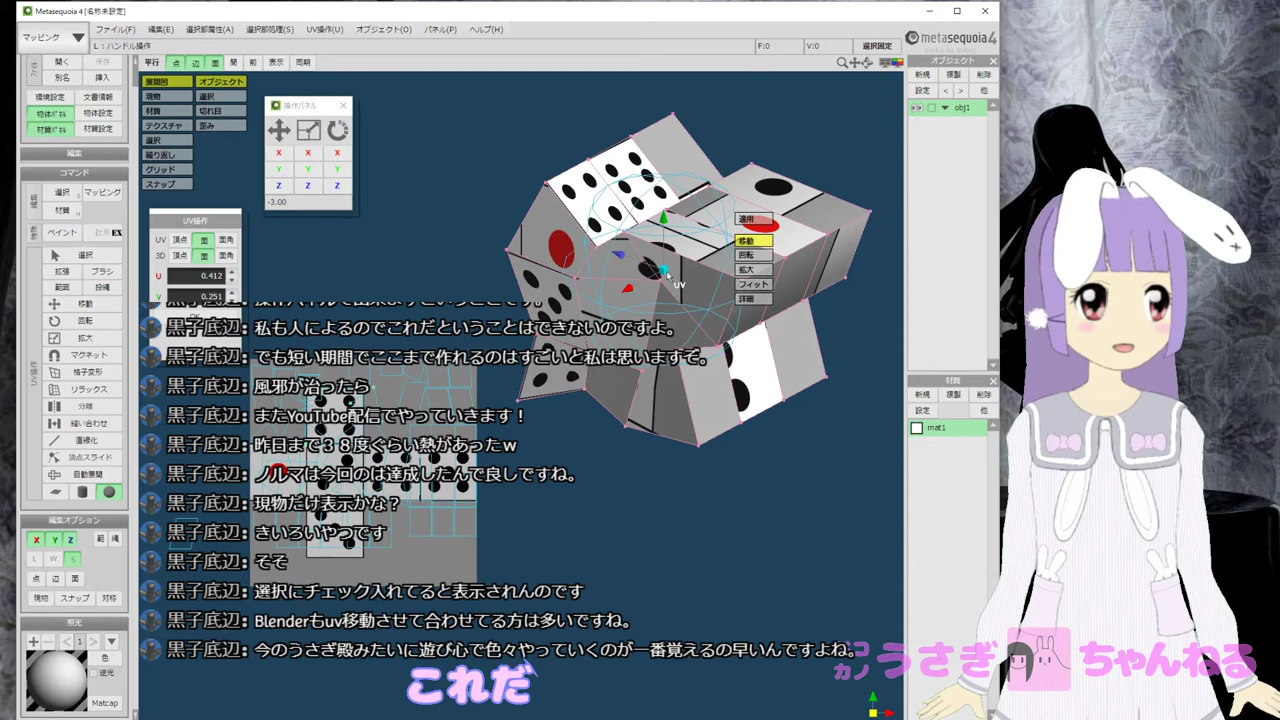 Metasequoia 4 [名称未設定]
マッピング
ファイル(F) 編集(E) 選択部属性(A) 選択部処理(S) UV操作(U) オブジェクト(O) パネル(P) ヘルプ(H)
L:ハンドル操作
F:0 V:0 選択固定
metasequoia 4
平行 点 辺 面 簡 前 表示 同期
開く 保存
別名 挿入
環境設定 文書情報
物体パネル 物体設定
材質パネル 材質設定
編集
コマンド
選択 マッピング
材質
ペイント 計測 EX
選択
拡張 ブラシ
範囲 投縄
移動
回転
拡大
マグネット
格子変形
リラックス
分離
縫い合わせ
直線化
頂点スライド
自動展開
編集オプション
X Y Z 範 縄
L W S
点 辺 面
現物 スナップ 対称
照光
1
色
逆光
Matcap
展開図 オブジェクト
現物 選択
材質 切れ目
テクスチャ 歪み
選択
繰り返し
グリッド
スナップ
操作パネル
X X X
Y Y Y
Z Z Z
-3.00
UV操作
UV 頂点 面 面角
3D 頂点 面 面角
U 0.412
V 0.251
適用
移動
回転
拡大
フィット
詳細
UV
オブジェクト
新規 複製 削除
設定 < > 他
obj1
材質
新規 複製 削除
設定 他
mat1
黒子底辺: 私も人によるのでこれだということはできないのですよ。
黒子底辺: でも短い期間でここまで作れるのはすごいと私は思いますぞ。
黒子底辺: 風邪が治ったら
黒子底辺: またYouTube配信でやっていきます!
黒子底辺: 昨日まで38度ぐらい熱があったw
黒子底辺: ノルマは今回のは達成したんで良しですね。
黒子底辺: 現物だけ表示かな?
黒子底辺: きいろいやつです
黒子底辺: そそ
黒子底辺: 選択にチェック入れてると表示されんのです
黒子底辺: Blenderもuv移動させて合わせてる方は多いですね。
黒子底辺: 今のうさぎ殿みたいに遊び心で色々やっていくのが一番覚えるの早いんですよね。
これだ
ココカノ うさぎ ちゃんねる